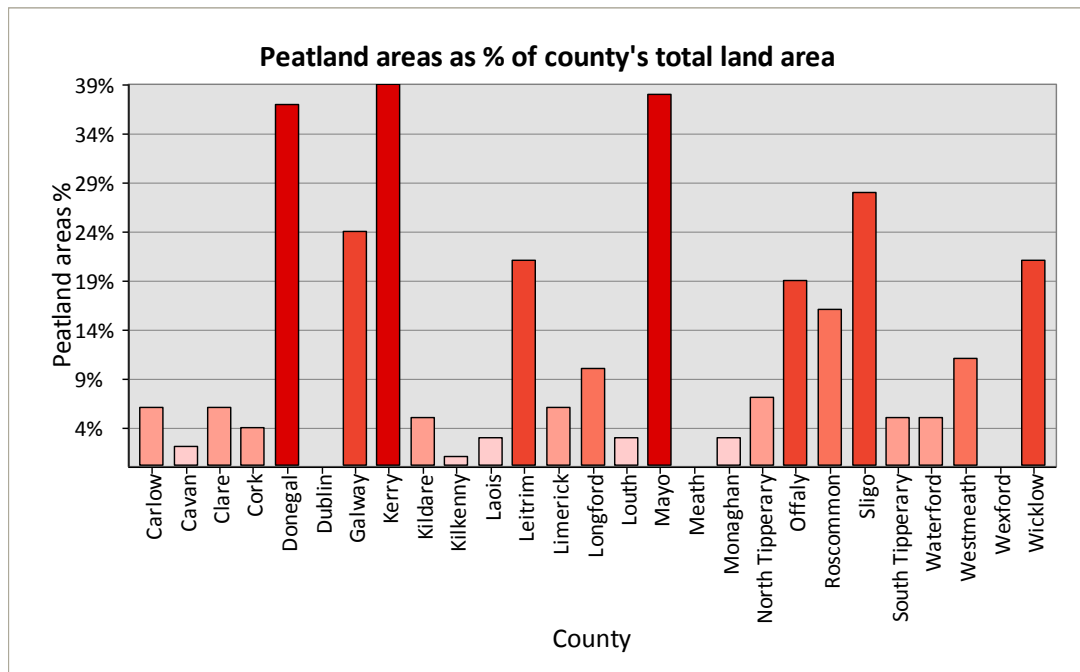 Peatland areas as % of county's total land area
39%
34%
29%
24%
19%
14%
9%
4%
Peatland areas %
Carlow
Cavan
Clare
Cork
Donegal
Dublin
Galway
Kerry
Kildare
Kilkenny
Laois
Leitrim
Limerick
Longford
Louth
Mayo
Meath
Monaghan
North Tipperary
Offaly
Roscommon
Sligo
South Tipperary
Waterford
Westmeath
Wexford
Wicklow
County